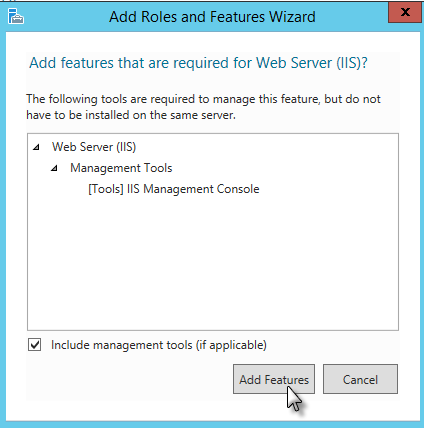 Add Roles and Features Wizard
x
Add features that are required for Web Server (IIS)?
The following tools are required to manage this feature, but do not
have to be installed on the same server.
Web Server (IIS)
Management Tools
[Tools] IIS Management Console
Include management tools (if applicable)
Add Features
Cancel